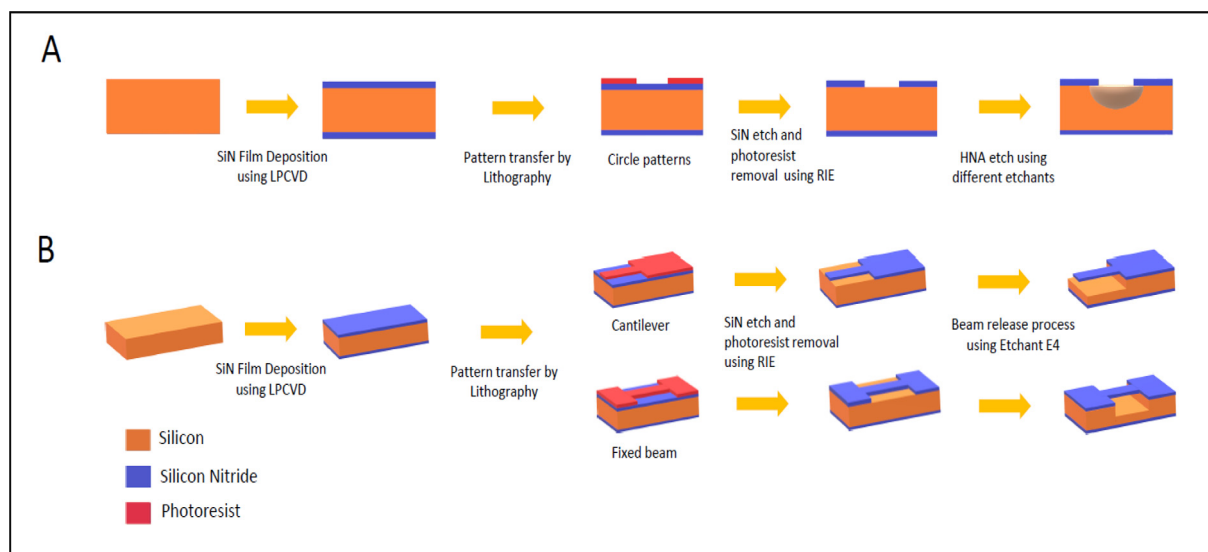 A
SiN Film Deposition
using LPCVD
Pattern transfer by
Lithography
Circle patterns
SiN etch and
photoresist
removal using RIE
HNA etch using
different etchants
B
SiN Film Deposition
using LPCVD
Pattern transfer by
Lithography
Cantilever
SiN etch and
photoresist removal
using RIE
Beam release process
using Etchant E4
Fixed beam
Silicon
Silicon Nitride
Photoresist